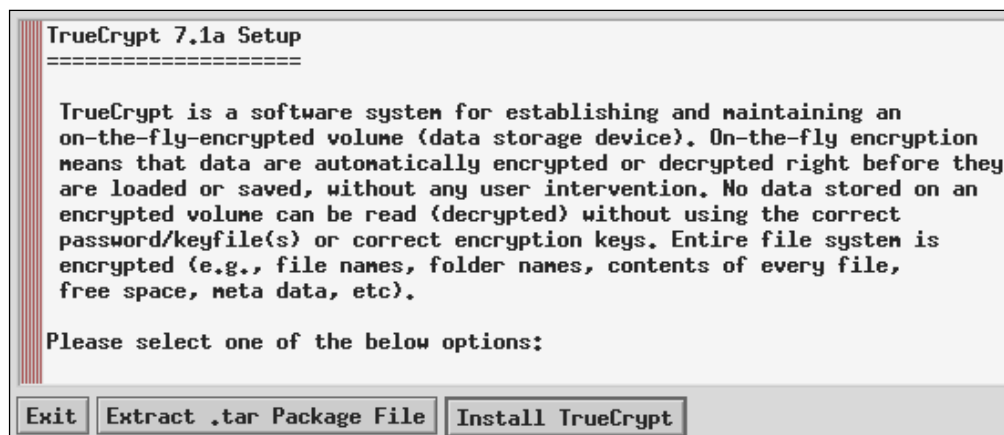 TrueCrypt 7.1a Setup
====================
TrueCrypt is a software system for establishing and maintaining an
on-the-fly-encrypted volume (data storage device). On-the-fly encryption
means that data are automatically encrypted or decrypted right before they
are loaded or saved, without any user intervention. No data stored on an
encrypted volume can be read (decrypted) without using the correct
password/keyfile(s) or correct encryption keys. Entire file system is
encrypted (e.g., file names, folder names, contents of every file,
free space, meta data, etc).
Please select one of the below options:
Exit Extract .tar Package File Install TrueCrypt